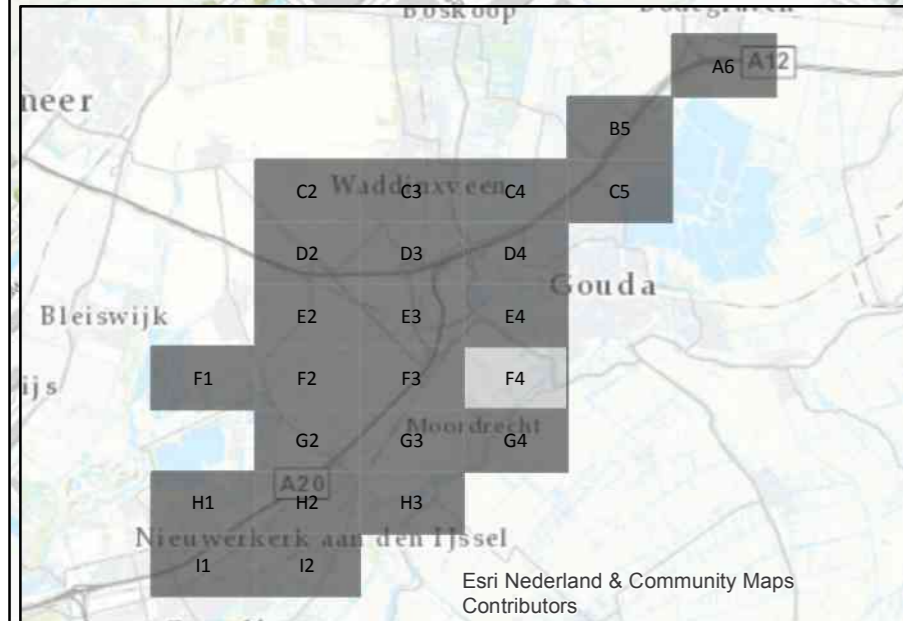 Boskoop
A6 A12
meer
B5
C2 Waddinxveen C3 C4 C5
D2 D3 D4
Gouda
Bleiswijk E2 E3 E4
F1 F2 F3 F4
ijs
Moordrecht
G2 G3 G4
A20
H1 H2 H3
Nieuwerkerk aan den IJssel
I1 I2
Esri Nederland & Community Maps
Contributors